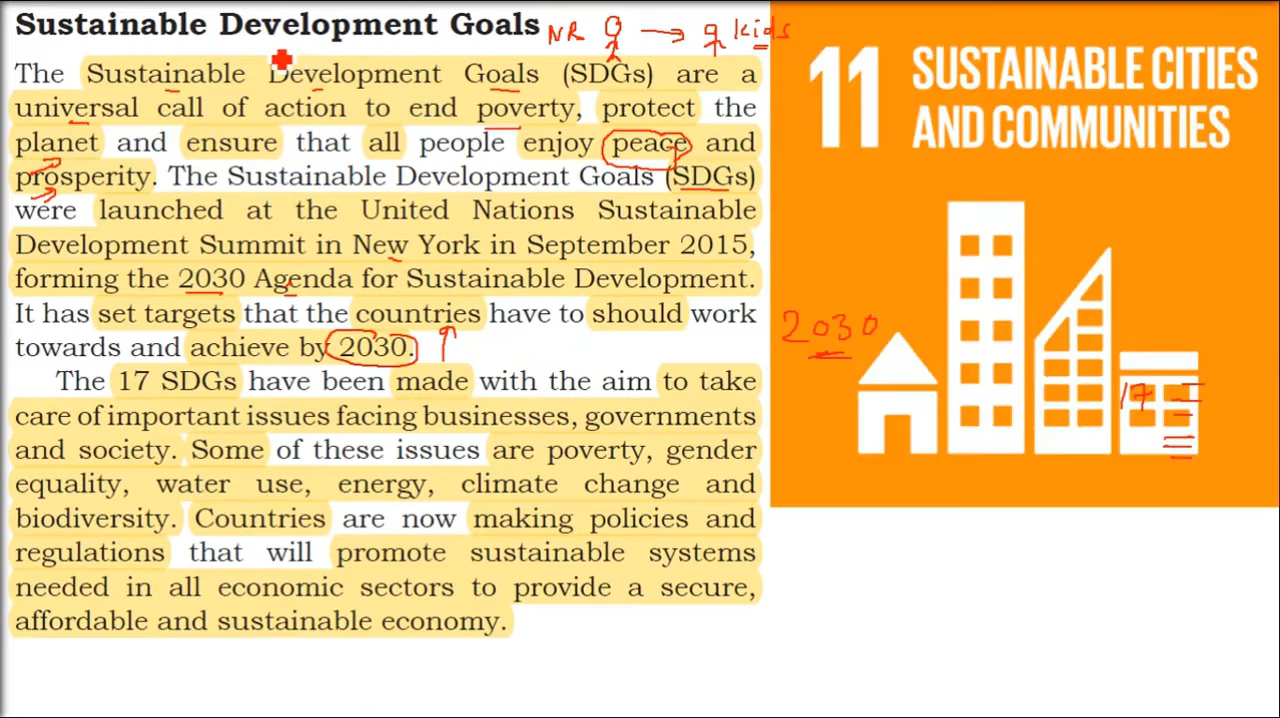 Sustainable Development Goals
NR → kids
The Sustainable Development Goals (SDGs) are a
universal call of action to end poverty, protect the
planet and ensure that all people enjoy peace and
prosperity. The Sustainable Development Goals (SDGs)
were launched at the United Nations Sustainable
Development Summit in New York in September 2015,
forming the 2030 Agenda for Sustainable Development.
It has set targets that the countries have to should work
towards and achieve by 2030.
The 17 SDGs have been made with the aim to take
care of important issues facing businesses, governments
and society. Some of these issues are poverty, gender
equality, water use, energy, climate change and
biodiversity. Countries are now making policies and
regulations that will promote sustainable systems
needed in all economic sectors to provide a secure,
affordable and sustainable economy.
11 SUSTAINABLE CITIES
AND COMMUNITIES
2030
17